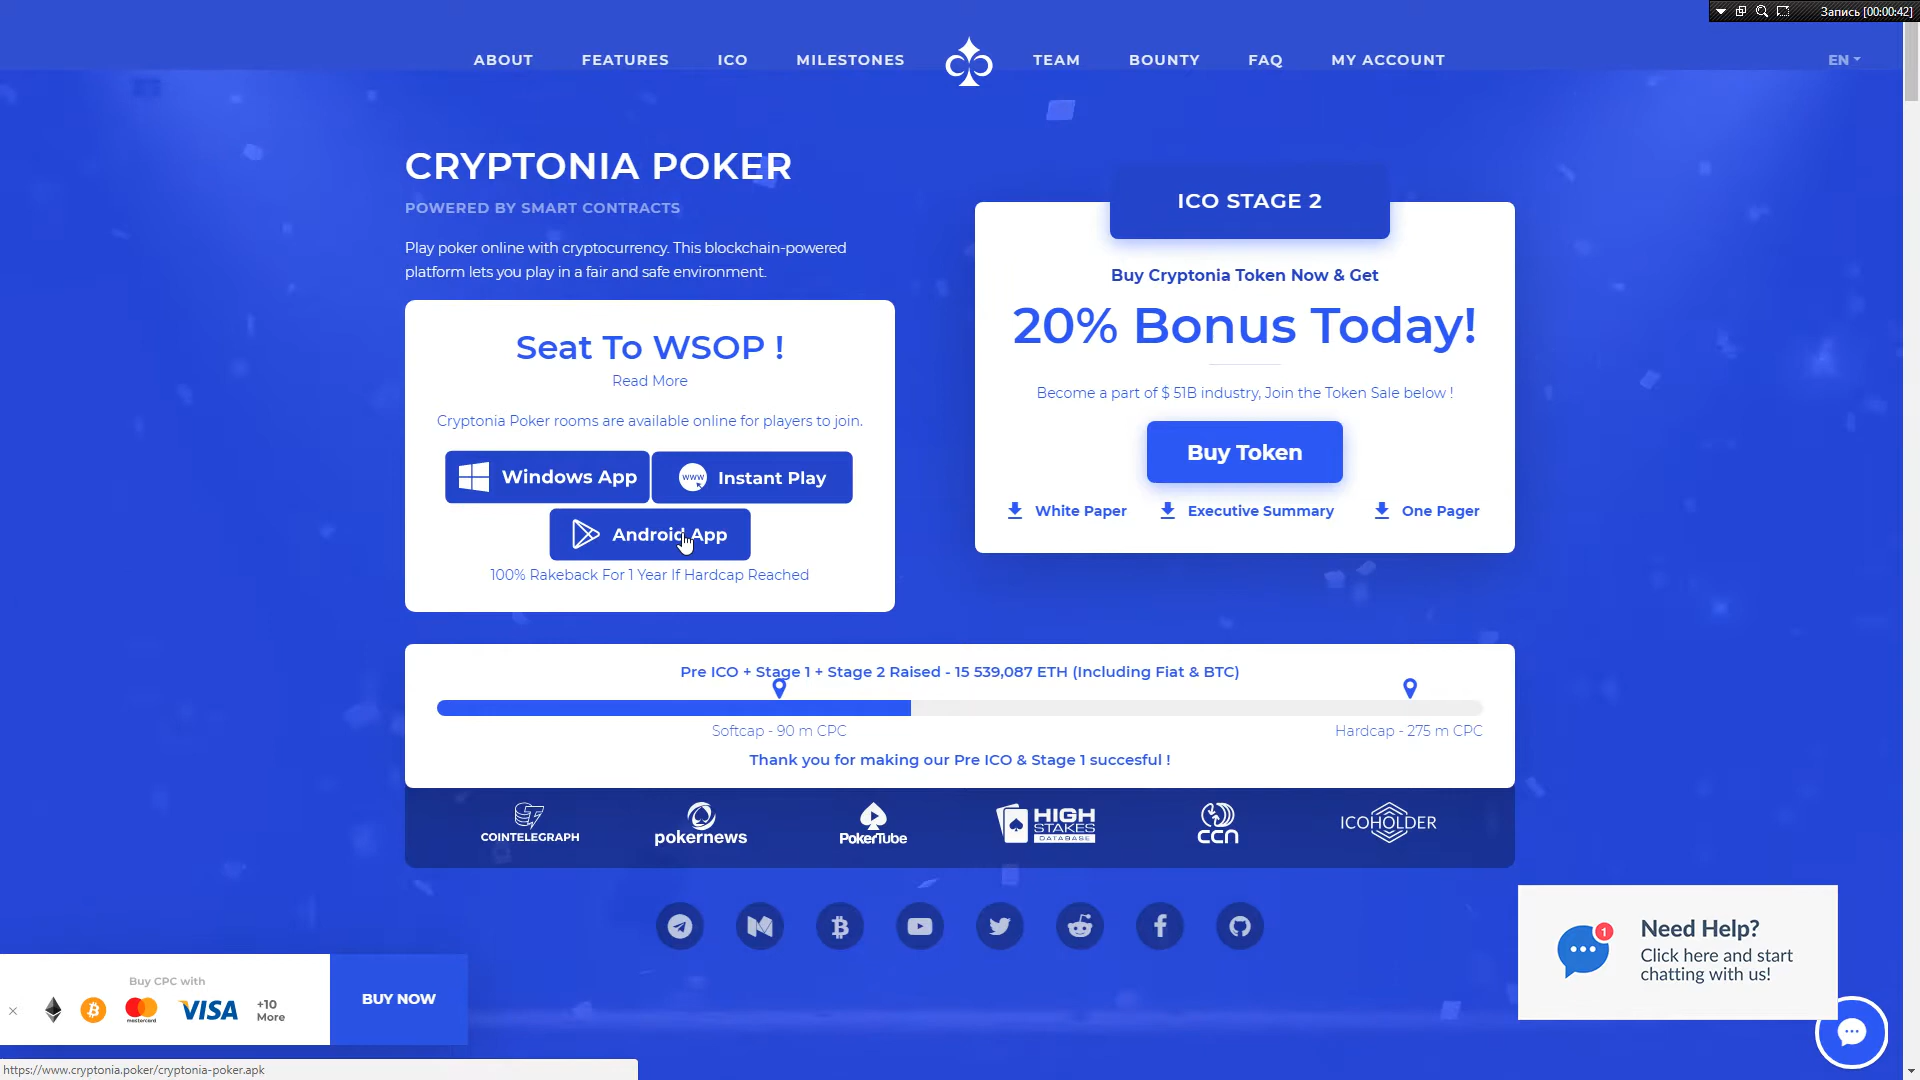 Запись [00:00:42]
ABOUT FEATURES ICO MILESTONES TEAM BOUNTY FAQ MY ACCOUNT EN
CRYPTONIA POKER
POWERED BY SMART CONTRACTS
Play poker online with cryptocurrency. This blockchain-powered
platform lets you play in a fair and safe environment.
Seat To WSOP !
Read More
Cryptonia Poker rooms are available online for players to join.
Windows App
www
Instant Play
Android App
100% Rakeback For 1 Year If Hardcap Reached
ICO STAGE 2
Buy Cryptonia Token Now & Get
20% Bonus Today!
Become a part of $ 51B industry, Join the Token Sale below !
Buy Token
White Paper Executive Summary One Pager
Pre ICO + Stage 1 + Stage 2 Raised - 15 539,087 ETH (Including Fiat & BTC)
Softcap - 90 m CPC Hardcap - 275 m CPC
Thank you for making our Pre ICO & Stage 1 succesful !
COINTELEGRAPH
pokernews
PokerTube
HIGH
STAKES
DATABASE
CCN
ICOHOLDER
Need Help?
1
Click here and start
chatting with us!
Buy CPC with
mastercard
VISA
+10
More
BUY NOW
https://www.cryptonia.poker/cryptonia-poker.apk